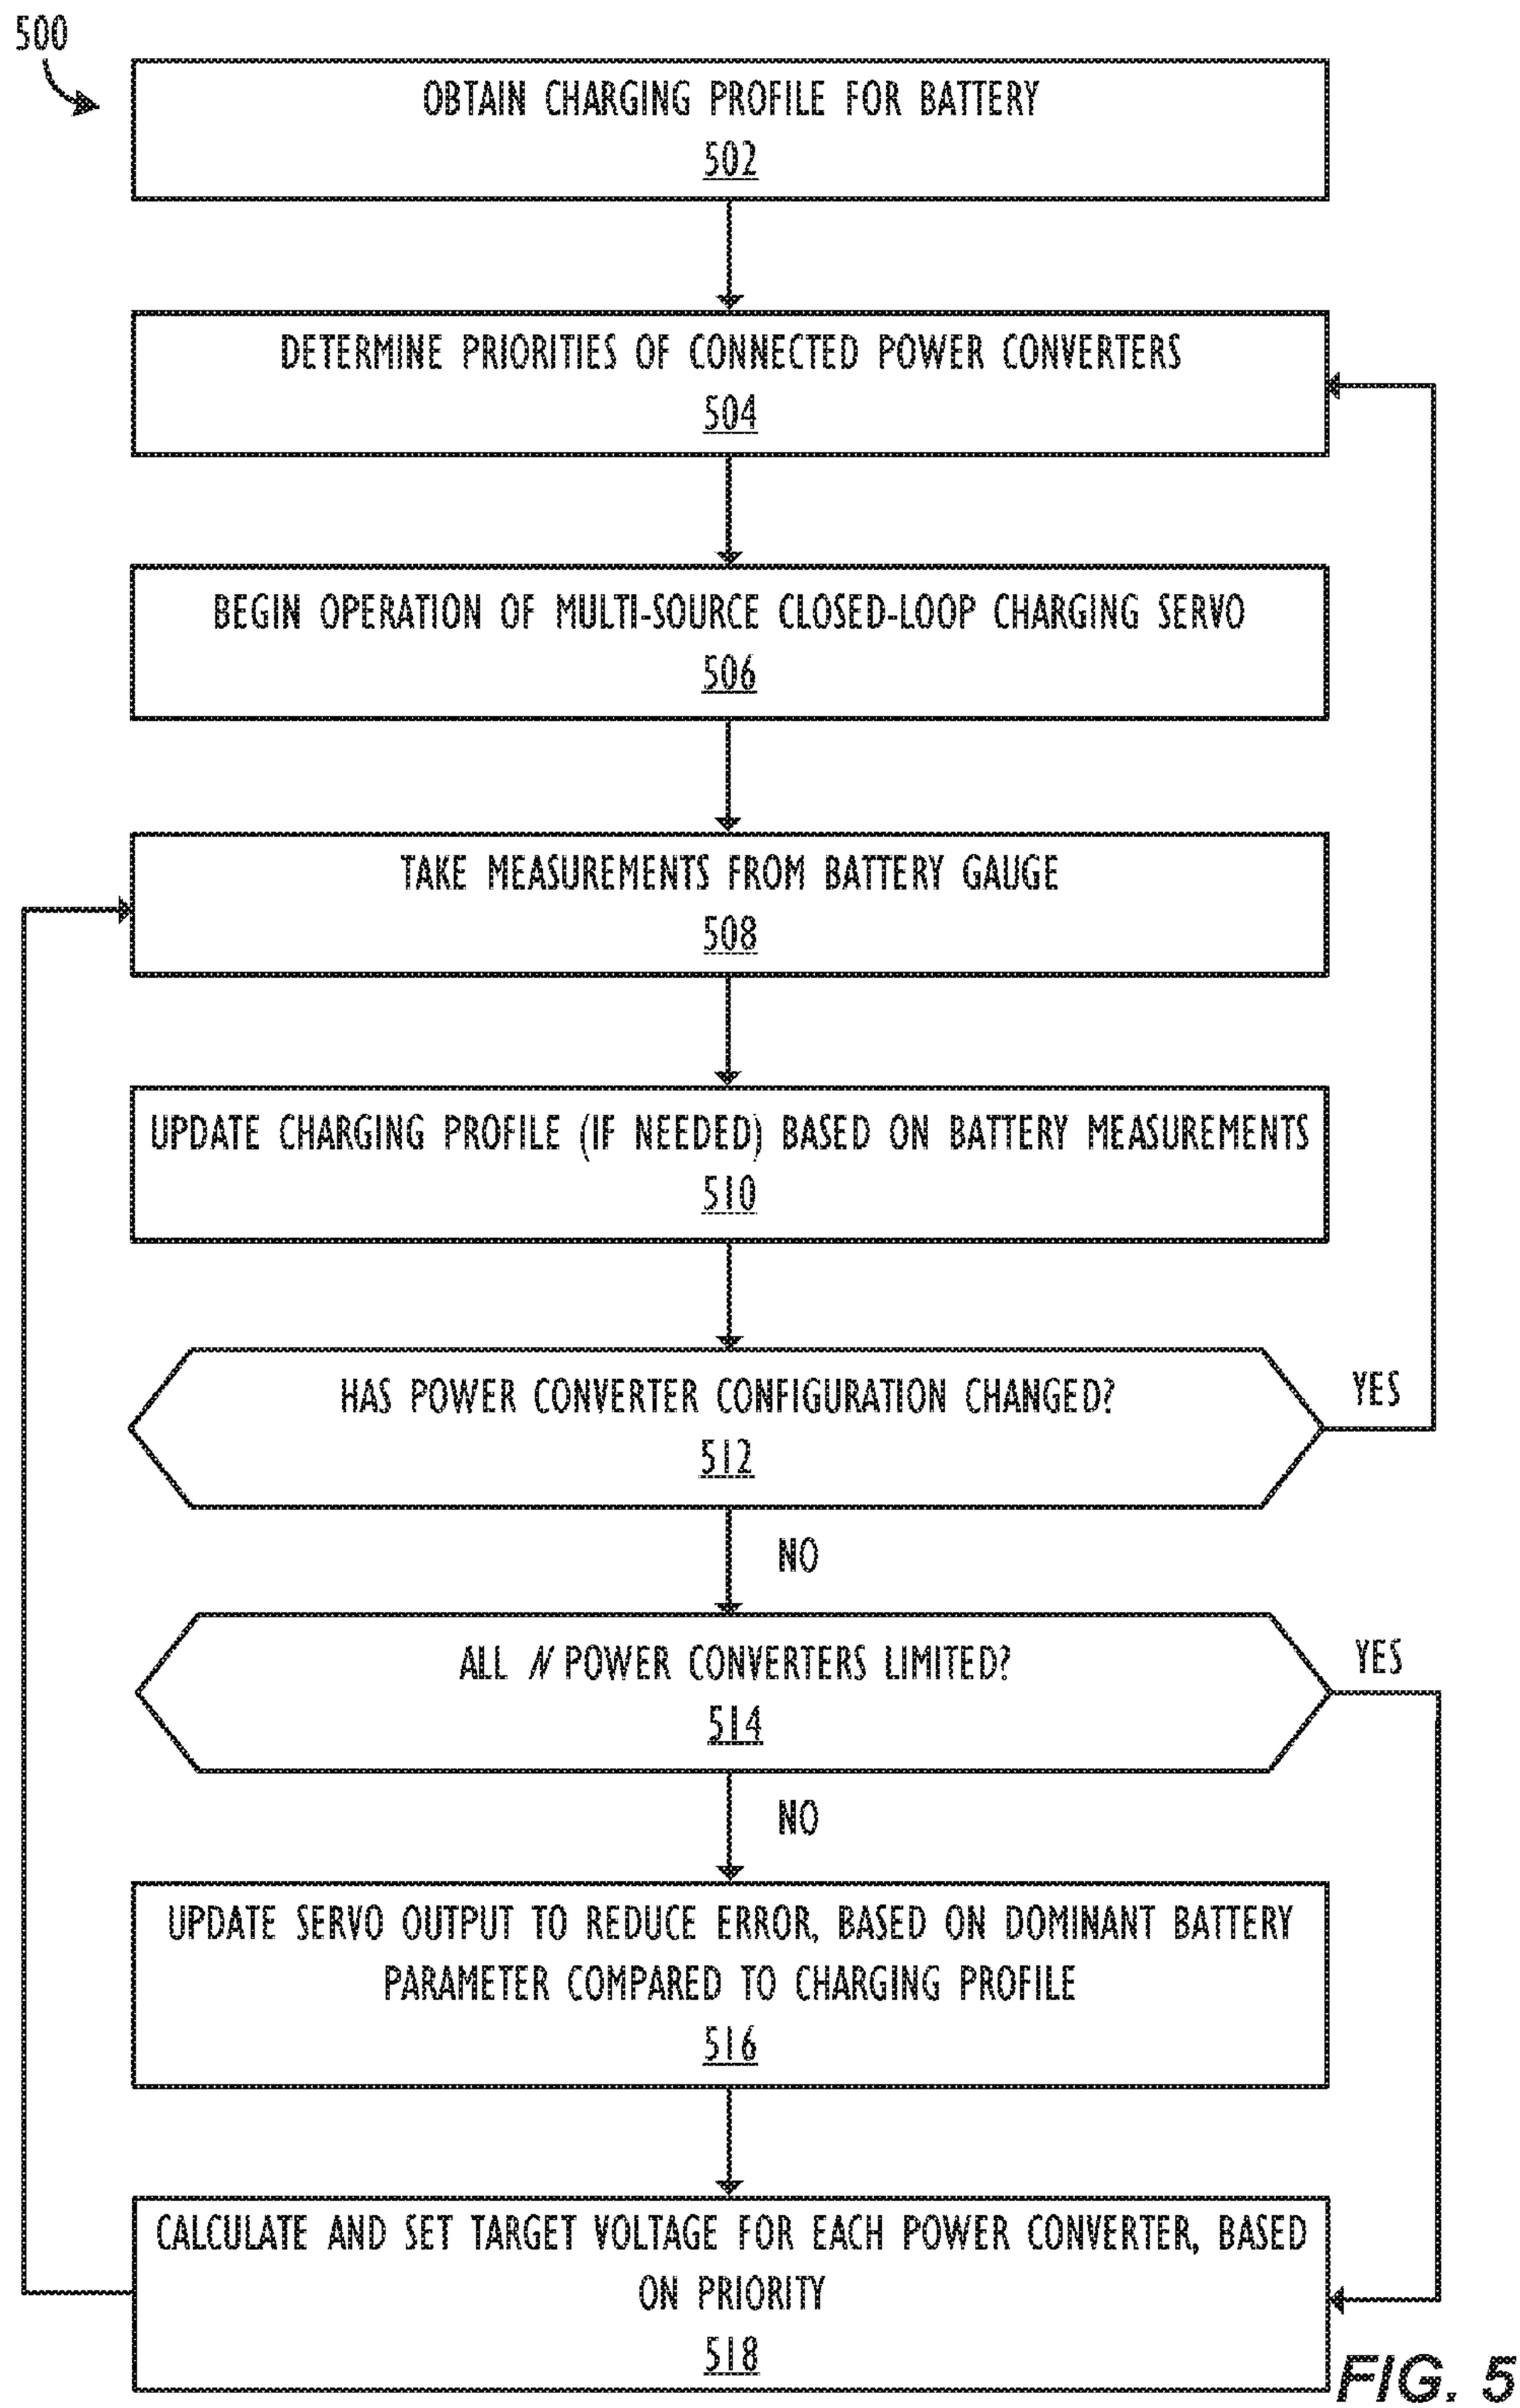 500
OBTAIN CHARGING PROFILE FOR BATTERY
502
DETERMINE PRIORITIES OF CONNECTED POWER CONVERTERS
504
BEGIN OPERATION OF MULTI-SOURCE CLOSED-LOOP CHARGING SERVO
506
TAKE MEASUREMENTS FROM BATTERY GAUGE
508
UPDATE CHARGING PROFILE (IF NEEDED) BASED ON BATTERY MEASUREMENTS
510
HAS POWER CONVERTER CONFIGURATION CHANGED?
512
YES
NO
ALL N POWER CONVERTERS LIMITED?
514
YES
NO
UPDATE SERVO OUTPUT TO REDUCE ERROR, BASED ON DOMINANT BATTERY
PARAMETER COMPARED TO CHARGING PROFILE
516
CALCULATE AND SET TARGET VOLTAGE FOR EACH POWER CONVERTER, BASED
ON PRIORITY
518
FIG. 5